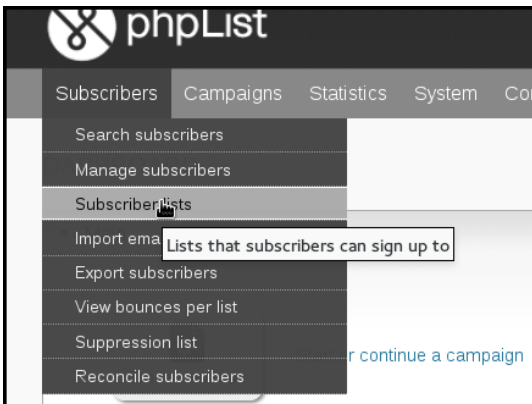 phpList
Subscribers Campaigns Statistics System
Search subscribers
Manage subscribers
Subscriber lists
Import
Lists that subscribers can sign up to
Export subscribers
View bounces per list
Suppression list
continue a campaign
Reconcile subscribers